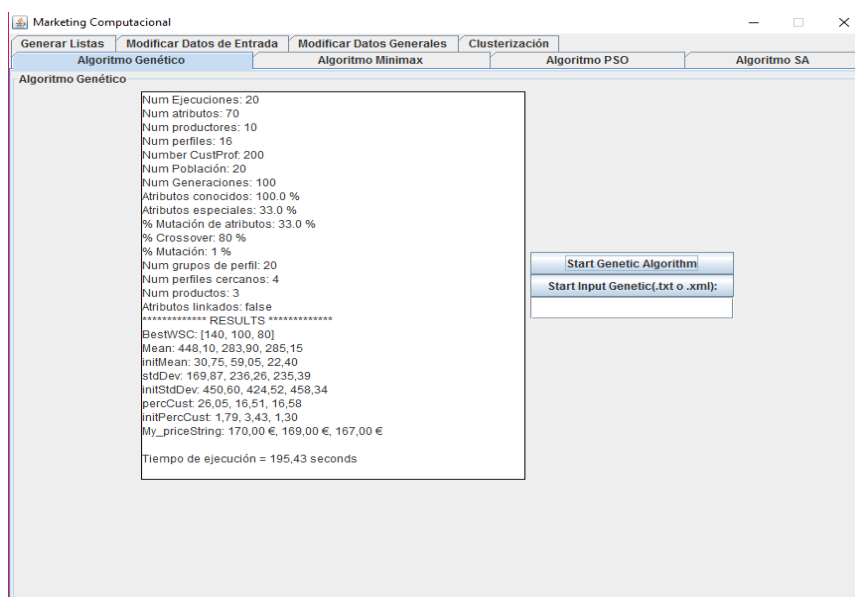 Marketing Computacional
Generar Listas Modificar Datos de Entrada Modificar Datos Generales Clusterización
Algoritmo Genético Algoritmo Minimax Algoritmo PSO Algoritmo SA
Algoritmo Genético
Num Ejecuciones: 20
Num atributos: 70
Num productores: 10
Num perfiles: 16
Number CustProf: 200
Num Población: 20
Num Generaciones: 100
Atributos conocidos: 100.0 %
Atributos especiales: 33.0 %
% Mutación de atributos: 33.0 %
% Crossover: 80 %
% Mutación: 1 %
Num grupos de perfil: 20
Num perfiles cercanos: 4
Num productos: 3
Atributos linkados: false
************* RESULTS *************
BestWSC: [140, 100, 80]
Mean: 448,10, 283,90, 285,15
initMean: 30,75, 59,05, 22,40
stdDev: 169,87, 236,26, 235,39
initStdDev: 450,60, 424,52, 458,34
percCust: 26,05, 16,51, 16,58
initPercCust: 1,79, 3,43, 1,30
My_priceString: 170,00 €, 169,00 €, 167,00 €
Tiempo de ejecución = 195,43 seconds
Start Genetic Algorithm
Start Input Genetic(.txt o .xml):